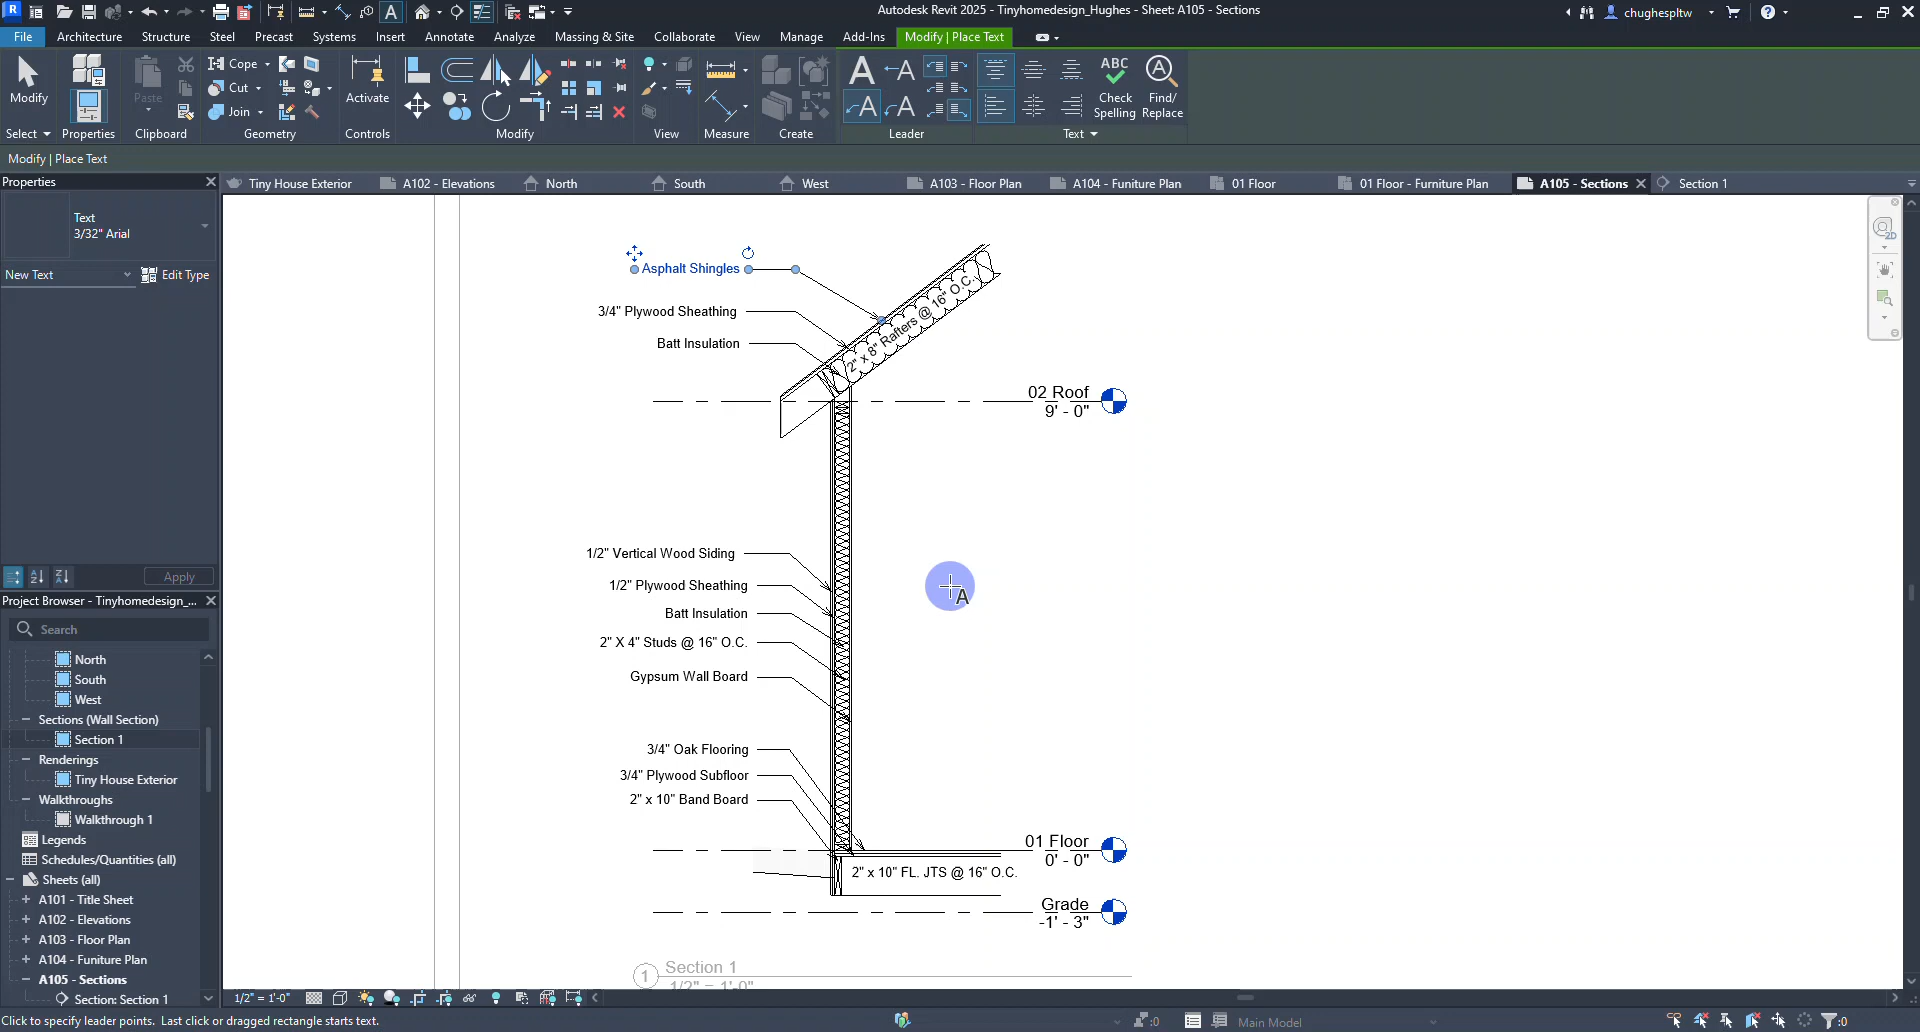 Autodesk Revit 2025 - Tinyhomedesign_Hughes - Sheet: A105 - Sections
chughespltw
File Architecture Structure Steel Precast Systems Insert Annotate Analyze Massing & Site Collaborate View Manage Add-Ins Modify | Place Text
Modify
Paste
Cope
Cut
Join
Activate
ABC
Check Spelling
Find/ Replace
Select Properties Clipboard Geometry Controls Modify View Measure Create Leader Text
Modify | Place Text
Properties
Tiny House Exterior A102 - Elevations North South West A103 - Floor Plan A104 - Funiture Plan 01 Floor 01 Floor - Furniture Plan A105 - Sections Section 1
Text
3/32" Arial
New Text Edit Type
Apply
Project Browser - Tinyhomedesign_...
Search
North
South
West
Sections (Wall Section)
Section 1
Renderings
Tiny House Exterior
Walkthroughs
Walkthrough 1
Legends
Schedules/Quantities (all)
Sheets (all)
A101 - Title Sheet
A102 - Elevations
A103 - Floor Plan
A104 - Funiture Plan
A105 - Sections
Section: Section 1
Asphalt Shingles
3/4" Plywood Sheathing
Batt Insulation
2" x 8" Rafters @ 16" O.C.
02 Roof
9' - 0"
1/2" Vertical Wood Siding
1/2" Plywood Sheathing
Batt Insulation
2" X 4" Studs @ 16" O.C.
Gypsum Wall Board
3/4" Oak Flooring
3/4" Plywood Subfloor
2" x 10" Band Board
01 Floor
0' - 0"
2" x 10" FL. JTS @ 16" O.C.
Grade
-1' - 3"
1
Section 1
1/2" = 1'-0"
A
2D
1/2" = 1'-0"
Click to specify leader points. Last click or dragged rectangle starts text.
:0
Main Model
:0